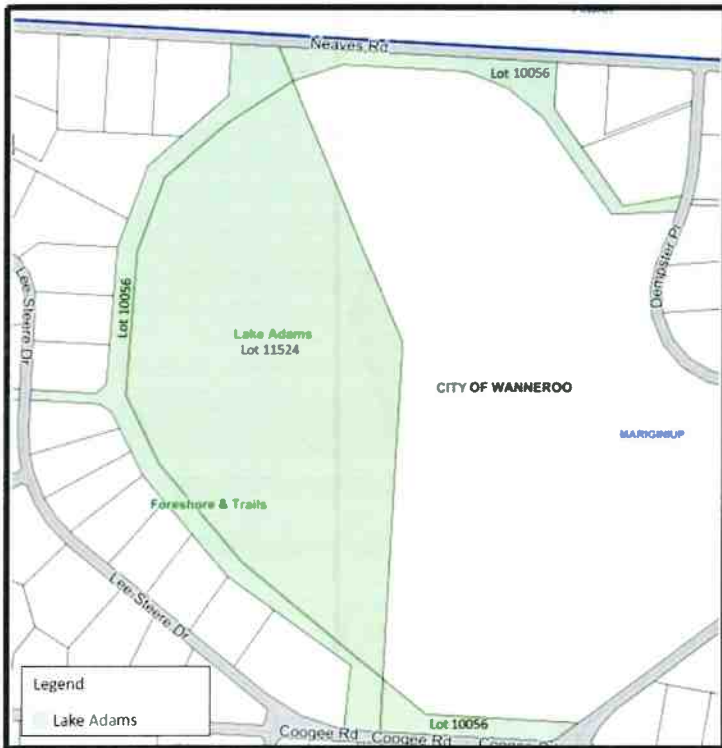 Neaves Rd
Lot 10056
Lee-Steere Dr
Lot 10056
Dempster Pl
Lake Adams
Lot 11524
CITY OF WANNEROO
MARIGINIUP
Foreshore & Trails
Lee-Steere Dr
Legend
Lake Adams
Lot 10056
Coogee Rd
Coogee Rd